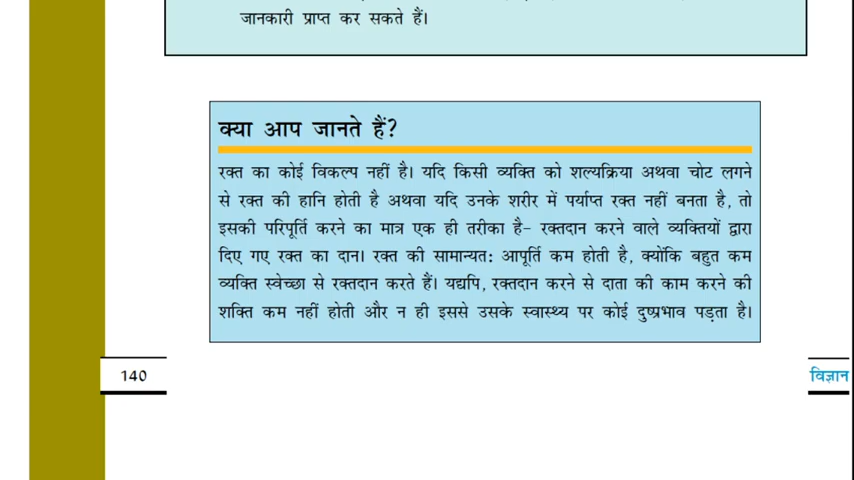 जानकारी प्राप्त कर सकते हैं।
क्या आप जानते हैं?
रक्त का कोई विकल्प नहीं है। यदि किसी व्यक्ति को शल्यक्रिया अथवा चोट लगने
से रक्त की हानि होती है अथवा यदि उनके शरीर में पर्याप्त रक्त नहीं बनता है, तो
इसकी परिपूर्ति करने का मात्र एक ही तरीका है- रक्तदान करने वाले व्यक्तियों द्वारा
दिए गए रक्त का दान। रक्त की सामान्यत: आपूर्ति कम होती है, क्योंकि बहुत कम
व्यक्ति स्वेच्छा से रक्तदान करते हैं। यद्यपि, रक्तदान करने से दाता की काम करने की
शक्ति कम नहीं होती और न ही इससे उसके स्वास्थ्य पर कोई दुष्प्रभाव पड़ता है।
140
विज्ञान